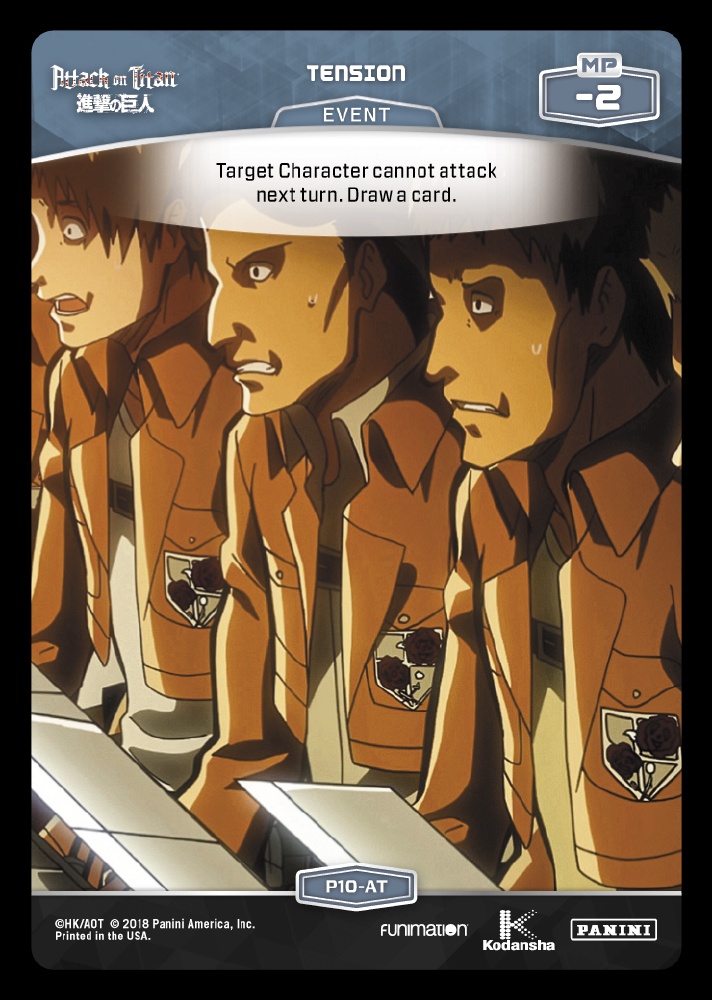 Attack on Titan
進撃の巨人
TENSION
MP
-2
EVENT
Target Character cannot attack
next turn. Draw a card.
P10-AT
©HK/AOT © 2018 Panini America, Inc.
Printed in the USA.
FUNIMATION
Kodansha
PANINI